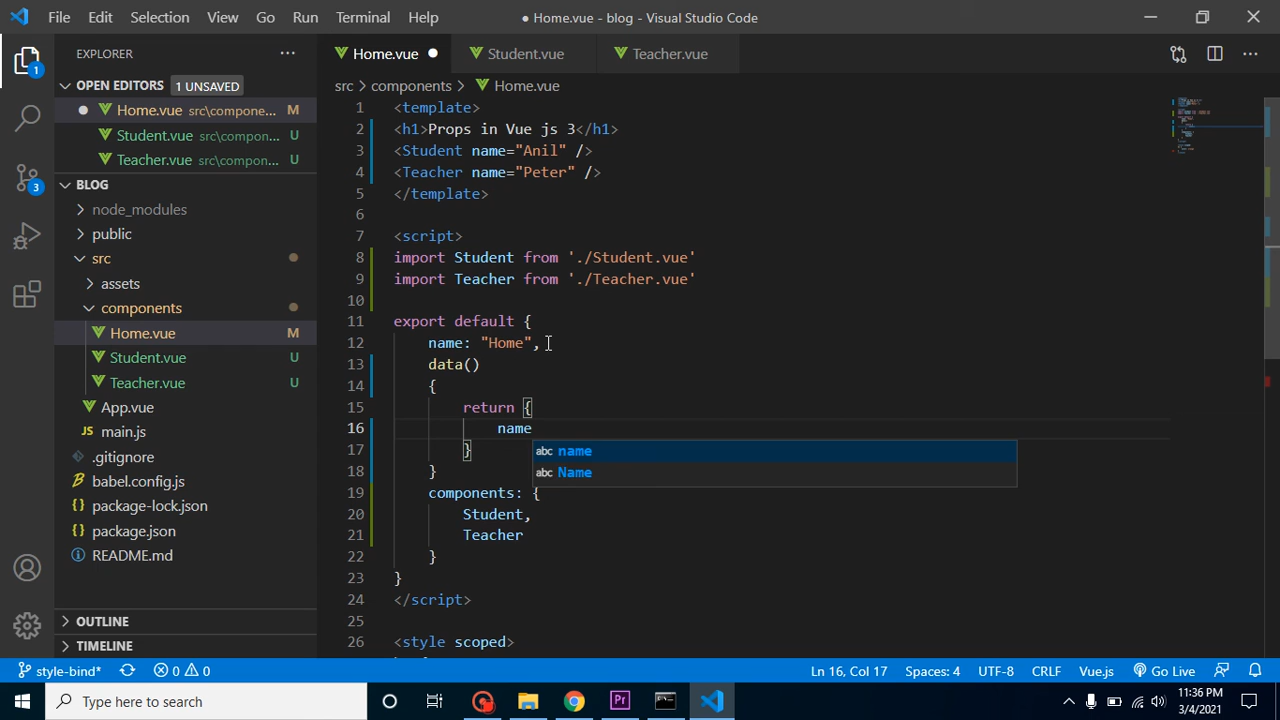 File Edit Selection View Go Run Terminal Help ● Home.vue - blog - Visual Studio Code
EXPLORER ···
Home.vue ● Student.vue Teacher.vue ···
OPEN EDITORS 1 UNSAVED
● Home.vue src\compone... M
Student.vue src\compon... U
Teacher.vue src\compon... U
BLOG
node_modules
public
src
assets
components
Home.vue M
Student.vue U
Teacher.vue U
App.vue
main.js
.gitignore
babel.config.js
package-lock.json
package.json
README.md
OUTLINE
TIMELINE
1
3
src > components > Home.vue
1 <template>
2 <h1>Props in Vue js 3</h1>
3 <Student name="Anil" />
4 <Teacher name="Peter" />
5 </template>
6
7 <script>
8 import Student from './Student.vue'
9 import Teacher from './Teacher.vue'
10
11 export default {
12 name: "Home",
13 data()
14 {
15 return {
16 name
17 }
18 }
19 components: {
20 Student,
21 Teacher
22 }
23 }
24 </script>
25
26 <style scoped>
abc name
abc Name
style-bind* 0 0 Ln 16, Col 17 Spaces: 4 UTF-8 CRLF Vue.js Go Live
Type here to search
Pr
11:36 PM
3/4/2021